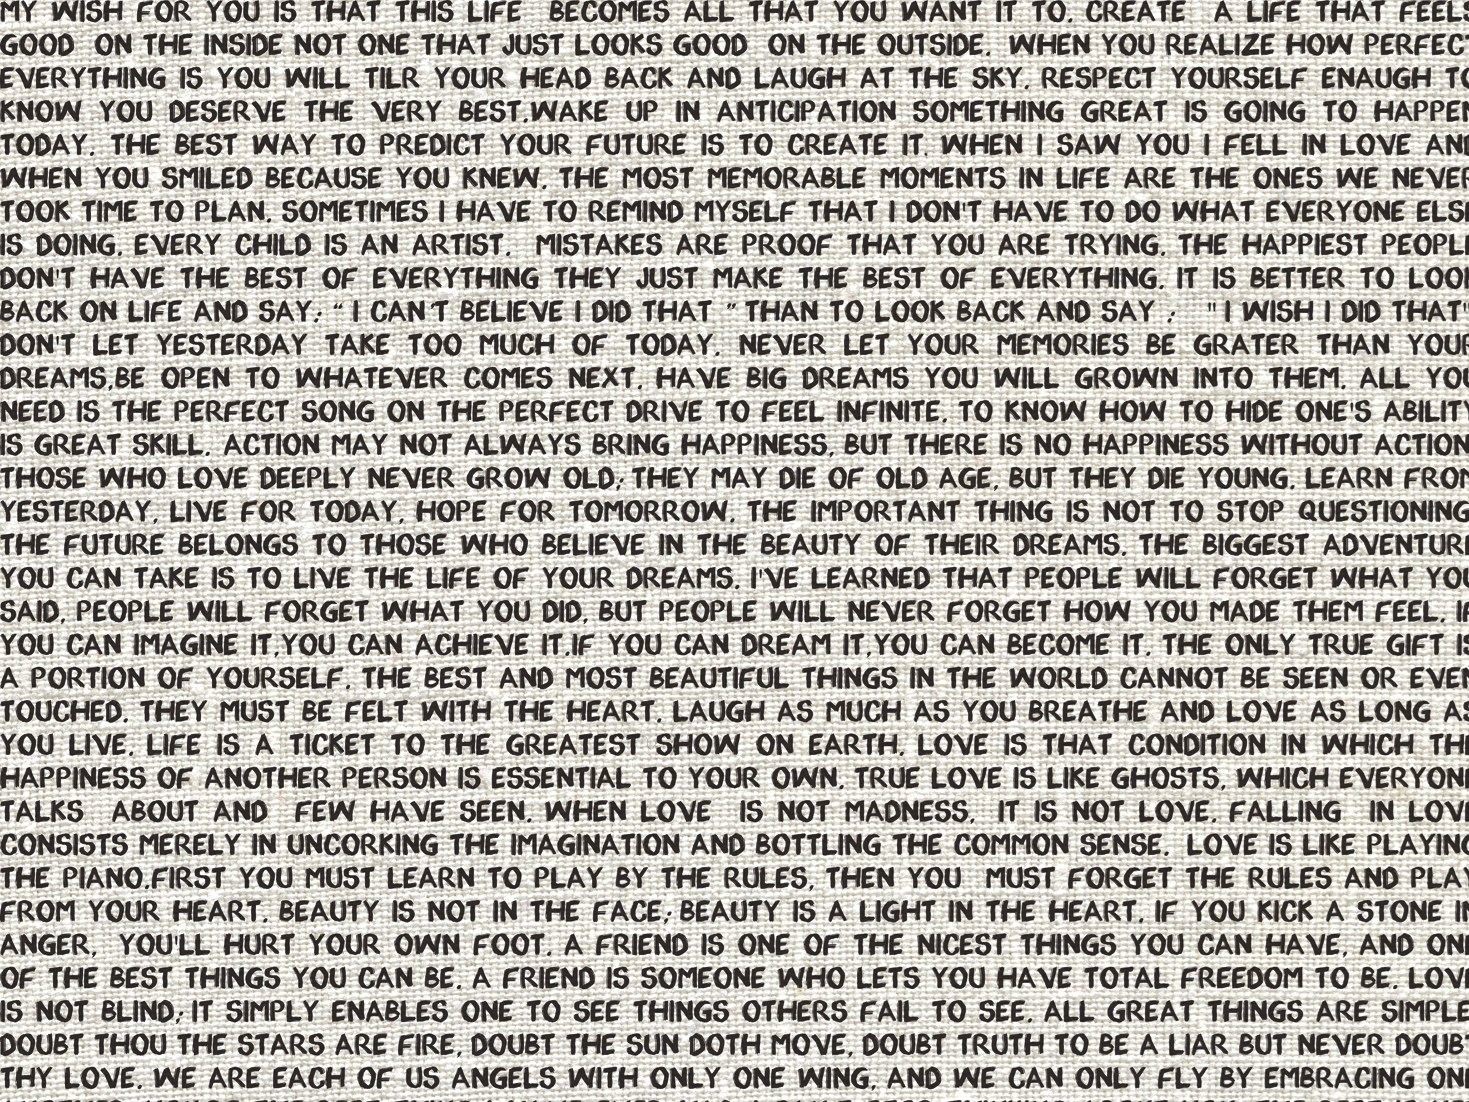 MY WISH FOR YOU IS THAT THIS LIFE BECOMES ALL THAT YOU WANT IT TO. CREATE A LIFE THAT FEELS
GOOD ON THE INSIDE NOT ONE THAT JUST LOOKS GOOD ON THE OUTSIDE. WHEN YOU REALIZE HOW PERFECT
EVERYTHING IS YOU WILL TILR YOUR HEAD BACK AND LAUGH AT THE SKY. RESPECT YOURSELF ENAUGH TO
KNOW YOU DESERVE THE VERY BEST.WAKE UP IN ANTICIPATION SOMETHING GREAT IS GOING TO HAPPEN
TODAY. THE BEST WAY TO PREDICT YOUR FUTURE IS TO CREATE IT. WHEN I SAW YOU I FELL IN LOVE AND
WHEN YOU SMILED BECAUSE YOU KNEW. THE MOST MEMORABLE MOMENTS IN LIFE ARE THE ONES WE NEVER
TOOK TIME TO PLAN. SOMETIMES I HAVE TO REMIND MYSELF THAT I DON'T HAVE TO DO WHAT EVERYONE ELSE
IS DOING. EVERY CHILD IS AN ARTIST. MISTAKES ARE PROOF THAT YOU ARE TRYING. THE HAPPIEST PEOPLE
DON'T HAVE THE BEST OF EVERYTHING THEY JUST MAKE THE BEST OF EVERYTHING. IT IS BETTER TO LOOK
BACK ON LIFE AND SAY: “ I CAN'T BELIEVE I DID THAT ” THAN TO LOOK BACK AND SAY : " I WISH I DID THAT"
DON'T LET YESTERDAY TAKE TOO MUCH OF TODAY. NEVER LET YOUR MEMORIES BE GRATER THAN YOUR
DREAMS.BE OPEN TO WHATEVER COMES NEXT. HAVE BIG DREAMS YOU WILL GROWN INTO THEM. ALL YOU
NEED IS THE PERFECT SONG ON THE PERFECT DRIVE TO FEEL INFINITE. TO KNOW HOW TO HIDE ONE'S ABILITY
IS GREAT SKILL. ACTION MAY NOT ALWAYS BRING HAPPINESS, BUT THERE IS NO HAPPINESS WITHOUT ACTION.
THOSE WHO LOVE DEEPLY NEVER GROW OLD; THEY MAY DIE OF OLD AGE, BUT THEY DIE YOUNG. LEARN FROM
YESTERDAY, LIVE FOR TODAY, HOPE FOR TOMORROW. THE IMPORTANT THING IS NOT TO STOP QUESTIONING.
THE FUTURE BELONGS TO THOSE WHO BELIEVE IN THE BEAUTY OF THEIR DREAMS. THE BIGGEST ADVENTURE
YOU CAN TAKE IS TO LIVE THE LIFE OF YOUR DREAMS. I'VE LEARNED THAT PEOPLE WILL FORGET WHAT YOU
SAID, PEOPLE WILL FORGET WHAT YOU DID, BUT PEOPLE WILL NEVER FORGET HOW YOU MADE THEM FEEL. IF
YOU CAN IMAGINE IT,YOU CAN ACHIEVE IT.IF YOU CAN DREAM IT,YOU CAN BECOME IT. THE ONLY TRUE GIFT IS
A PORTION OF YOURSELF. THE BEST AND MOST BEAUTIFUL THINGS IN THE WORLD CANNOT BE SEEN OR EVEN
TOUCHED. THEY MUST BE FELT WITH THE HEART. LAUGH AS MUCH AS YOU BREATHE AND LOVE AS LONG AS
YOU LIVE. LIFE IS A TICKET TO THE GREATEST SHOW ON EARTH. LOVE IS THAT CONDITION IN WHICH THE
HAPPINESS OF ANOTHER PERSON IS ESSENTIAL TO YOUR OWN. TRUE LOVE IS LIKE GHOSTS, WHICH EVERYONE
TALKS ABOUT AND FEW HAVE SEEN. WHEN LOVE IS NOT MADNESS, IT IS NOT LOVE. FALLING IN LOVE
CONSISTS MERELY IN UNCORKING THE IMAGINATION AND BOTTLING THE COMMON SENSE. LOVE IS LIKE PLAYING
THE PIANO.FIRST YOU MUST LEARN TO PLAY BY THE RULES, THEN YOU MUST FORGET THE RULES AND PLAY
FROM YOUR HEART. BEAUTY IS NOT IN THE FACE; BEAUTY IS A LIGHT IN THE HEART. IF YOU KICK A STONE IN
ANGER, YOU'LL HURT YOUR OWN FOOT. A FRIEND IS ONE OF THE NICEST THINGS YOU CAN HAVE, AND ONE
OF THE BEST THINGS YOU CAN BE. A FRIEND IS SOMEONE WHO LETS YOU HAVE TOTAL FREEDOM TO BE. LOVE
IS NOT BLIND; IT SIMPLY ENABLES ONE TO SEE THINGS OTHERS FAIL TO SEE. ALL GREAT THINGS ARE SIMPLE.
DOUBT THOU THE STARS ARE FIRE, DOUBT THE SUN DOTH MOVE, DOUBT TRUTH TO BE A LIAR BUT NEVER DOUBT
THY LOVE. WE ARE EACH OF US ANGELS WITH ONLY ONE WING, AND WE CAN ONLY FLY BY EMBRACING ONE